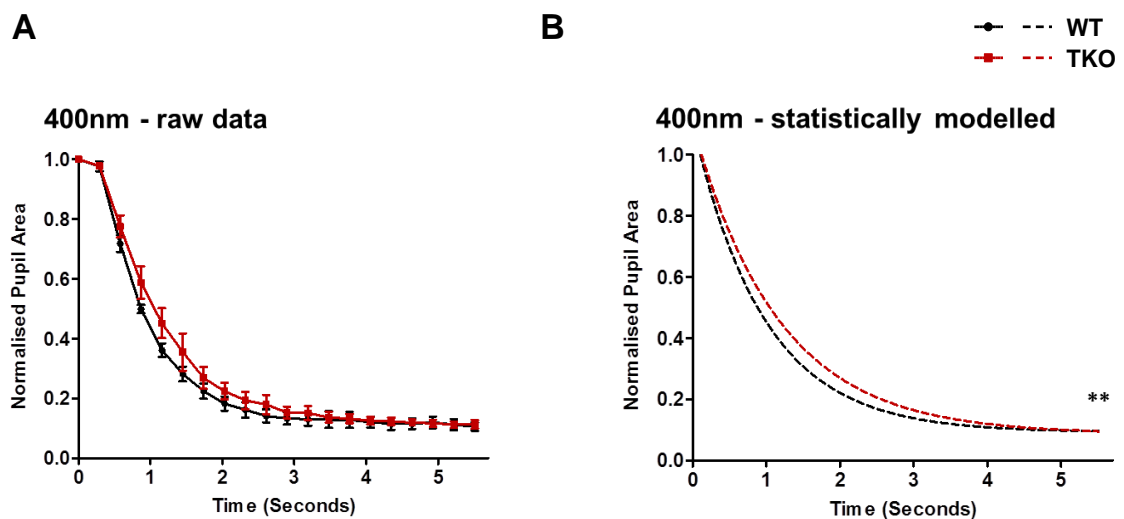 A
400nm - raw data
Normalised Pupil Area
1.0
0.8
0.6
0.4
0.2
0.0
0 1 2 3 4 5
Time (Seconds)
B
WT
TKO
400nm - statistically modelled
Normalised Pupil Area
1.0
0.8
0.6
0.4
0.2
0.0
**
0 1 2 3 4 5
Time (Seconds)